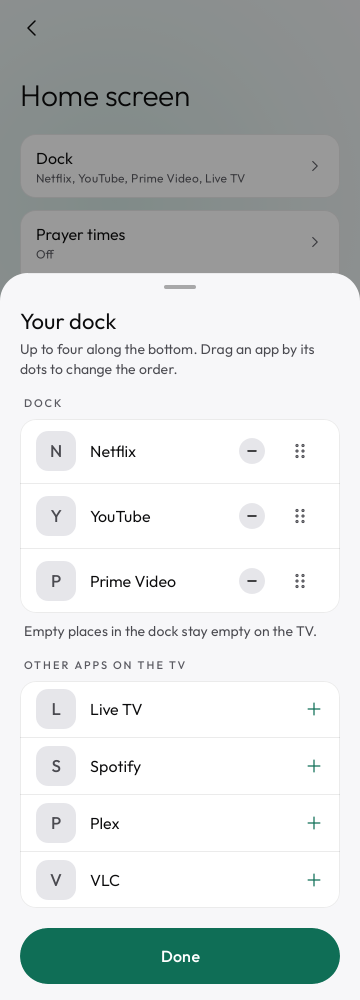 Home screen
Dock
Netflix, YouTube, Prime Video, Live TV
Prayer times
Off
Your dock
Up to four along the bottom. Drag an app by its
dots to change the order.
DOCK
N Netflix
Y YouTube
P Prime Video
Empty places in the dock stay empty on the TV.
OTHER APPS ON THE TV
L Live TV
S Spotify
P Plex
V VLC
Done